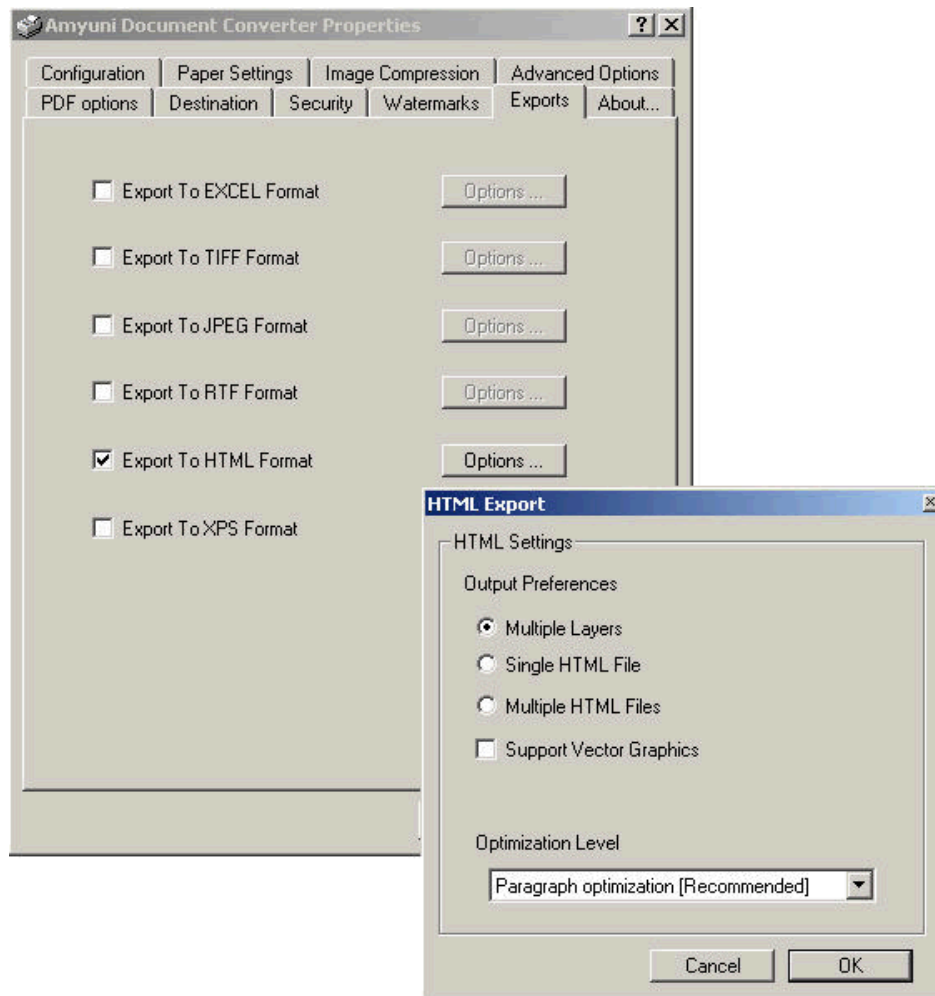 Amyuni Document Converter Properties
Configuration Paper Settings Image Compression Advanced Options
PDF options Destination Security Watermarks Exports About...
Export To EXCEL Format Options ...
Export To TIFF Format Options ...
Export To JPEG Format Options ...
Export To RTF Format Options ...
Export To HTML Format Options ...
Export To XPS Format
HTML Export
HTML Settings
Output Preferences
Multiple Layers
Single HTML File
Multiple HTML Files
Support Vector Graphics
Optimization Level
Paragraph optimization [Recommended]
Cancel OK